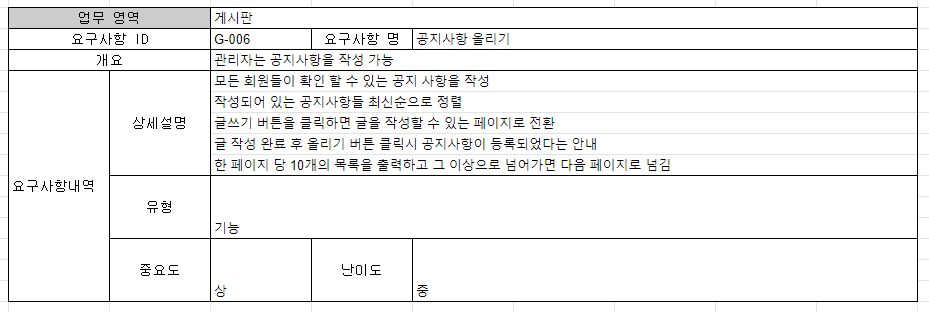 업무 영역 게시판
요구사항 ID G-006 요구사항 명 공지사항 올리기
개요 관리자는 공지사항을 작성 가능
요구사항내역 상세설명 모든 회원들이 확인 할 수 있는 공지 사항을 작성
작성되어 있는 공지사항들 최신순으로 정렬
글쓰기 버튼을 클릭하면 글을 작성할 수 있는 페이지로 전환
글 작성 완료 후 올리기 버튼 클릭시 공지사항이 등록되었다는 안내
한 페이지 당 10개의 목록을 출력하고 그 이상으로 넘어가면 다음 페이지로 넘김
유형 기능
중요도 상 난이도 중